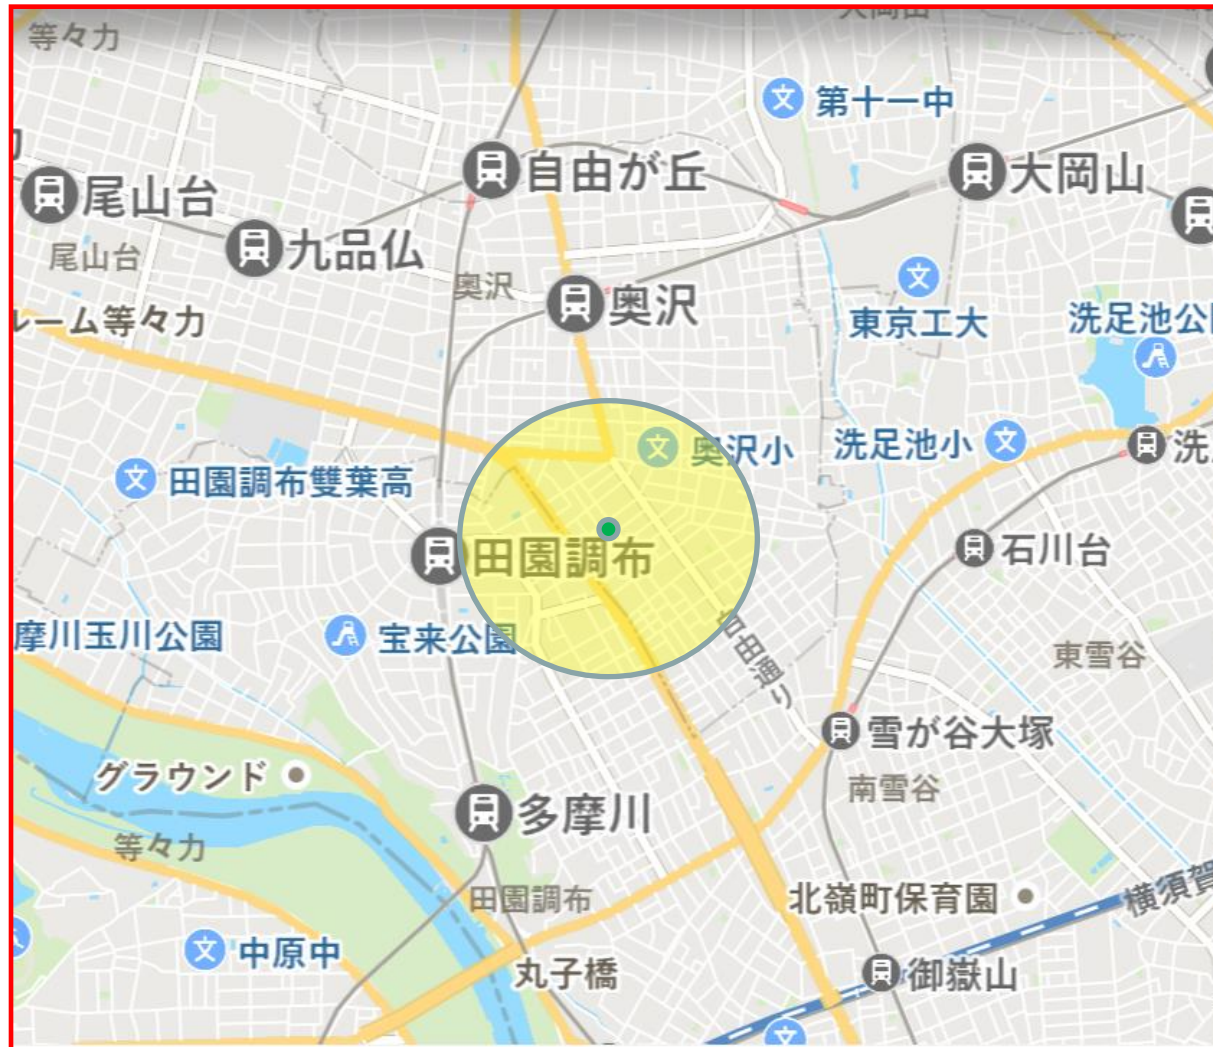 等々力
第十一中
自由が丘
大岡山
尾山台
九品仏
尾山台
奥沢
奥沢
ルーム等々力
東京工大
洗足池公
奥沢小
洗足池小
洗
田園調布雙葉高
田園調布
石川台
摩川玉川公園
宝来公園
自由通り
東雪谷
雪が谷大塚
グラウンド
南雪谷
多摩川
等々力
田園調布
北嶺町保育園
横須賀
中原中
丸子橋
御嶽山